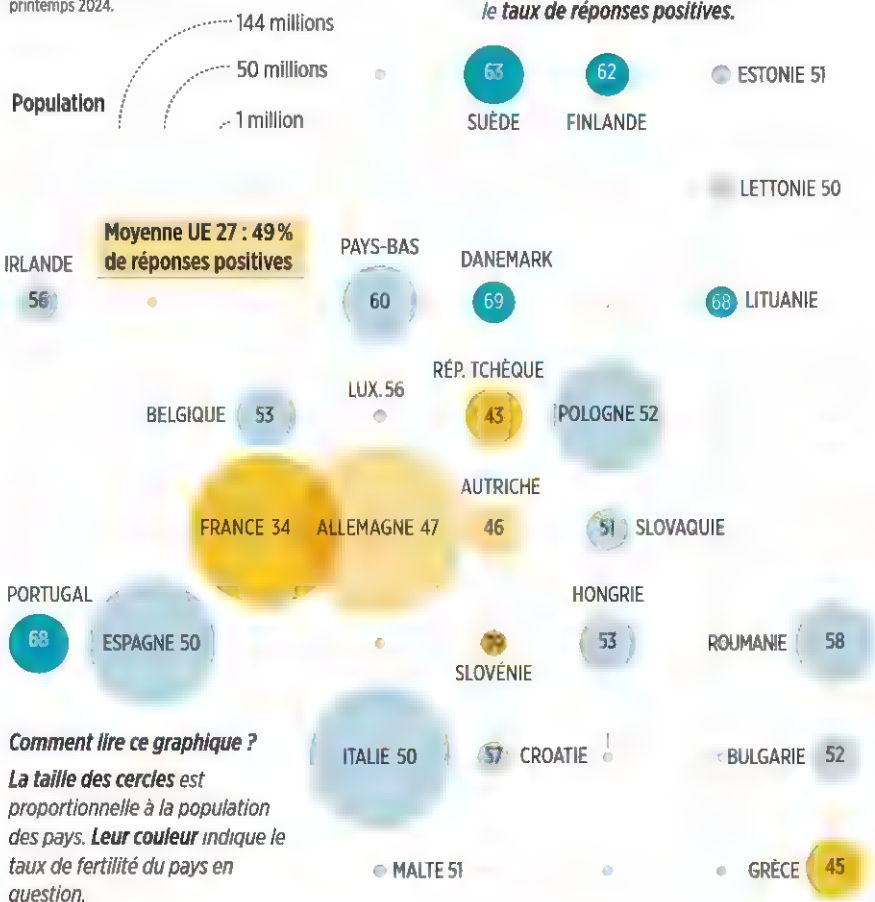 printemps 2024.
144 millions
50 millions
1 million
Population
le taux de réponses positives.
63
SUÈDE
62
FINLANDE
ESTONIE 51
LETTONIE 50
Moyenne UE 27 : 49%
de réponses positives
IRLANDE
56
PAYS-BAS
60
DANEMARK
69
68 LITUANIE
BELGIQUE 53
LUX. 56
RÉP. TCHÈQUE
43
POLOGNE 52
FRANCE 34
ALLEMAGNE 47
AUTRICHE
46
51 SLOVAQUIE
PORTUGAL
68
ESPAGNE 50
SLOVÉNIE
HONGRIE
53
ROUMANIE 58
ITALIE 50
57 CROATIE
BULGARIE 52
MALTE 51
GRÈCE 45
Comment lire ce graphique ?
La taille des cercles est
proportionnelle à la population
des pays. Leur couleur indique le
taux de fertilité du pays en
question.